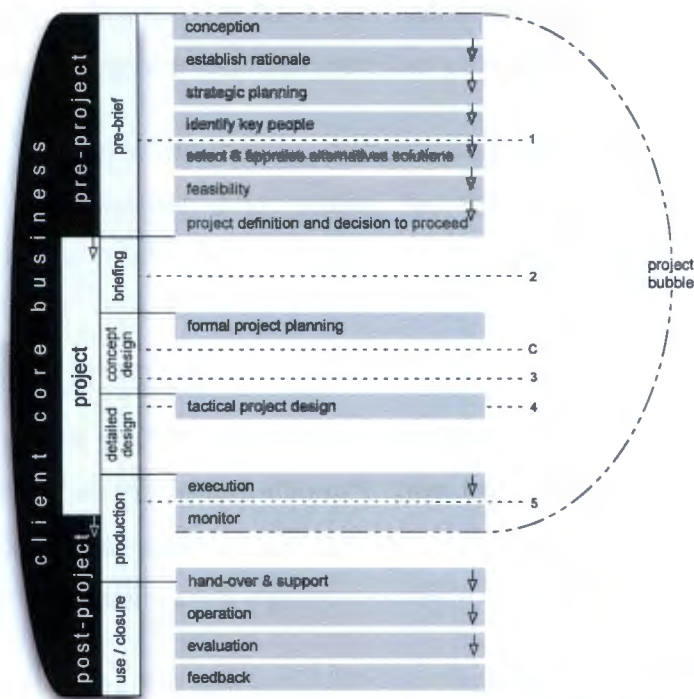 client core business
pre-project
project
post-project
pre-brief
briefing
concept
design
detailed
design
production
use / closure
conception
establish rationale
strategic planning
identify key people
1
select & appraise alternatives solutions
feasibility
project definition and decision to proceed
2
project
bubble
formal project planning
C
3
tactical project design
4
execution
5
monitor
hand-over & support
operation
evaluation
feedback